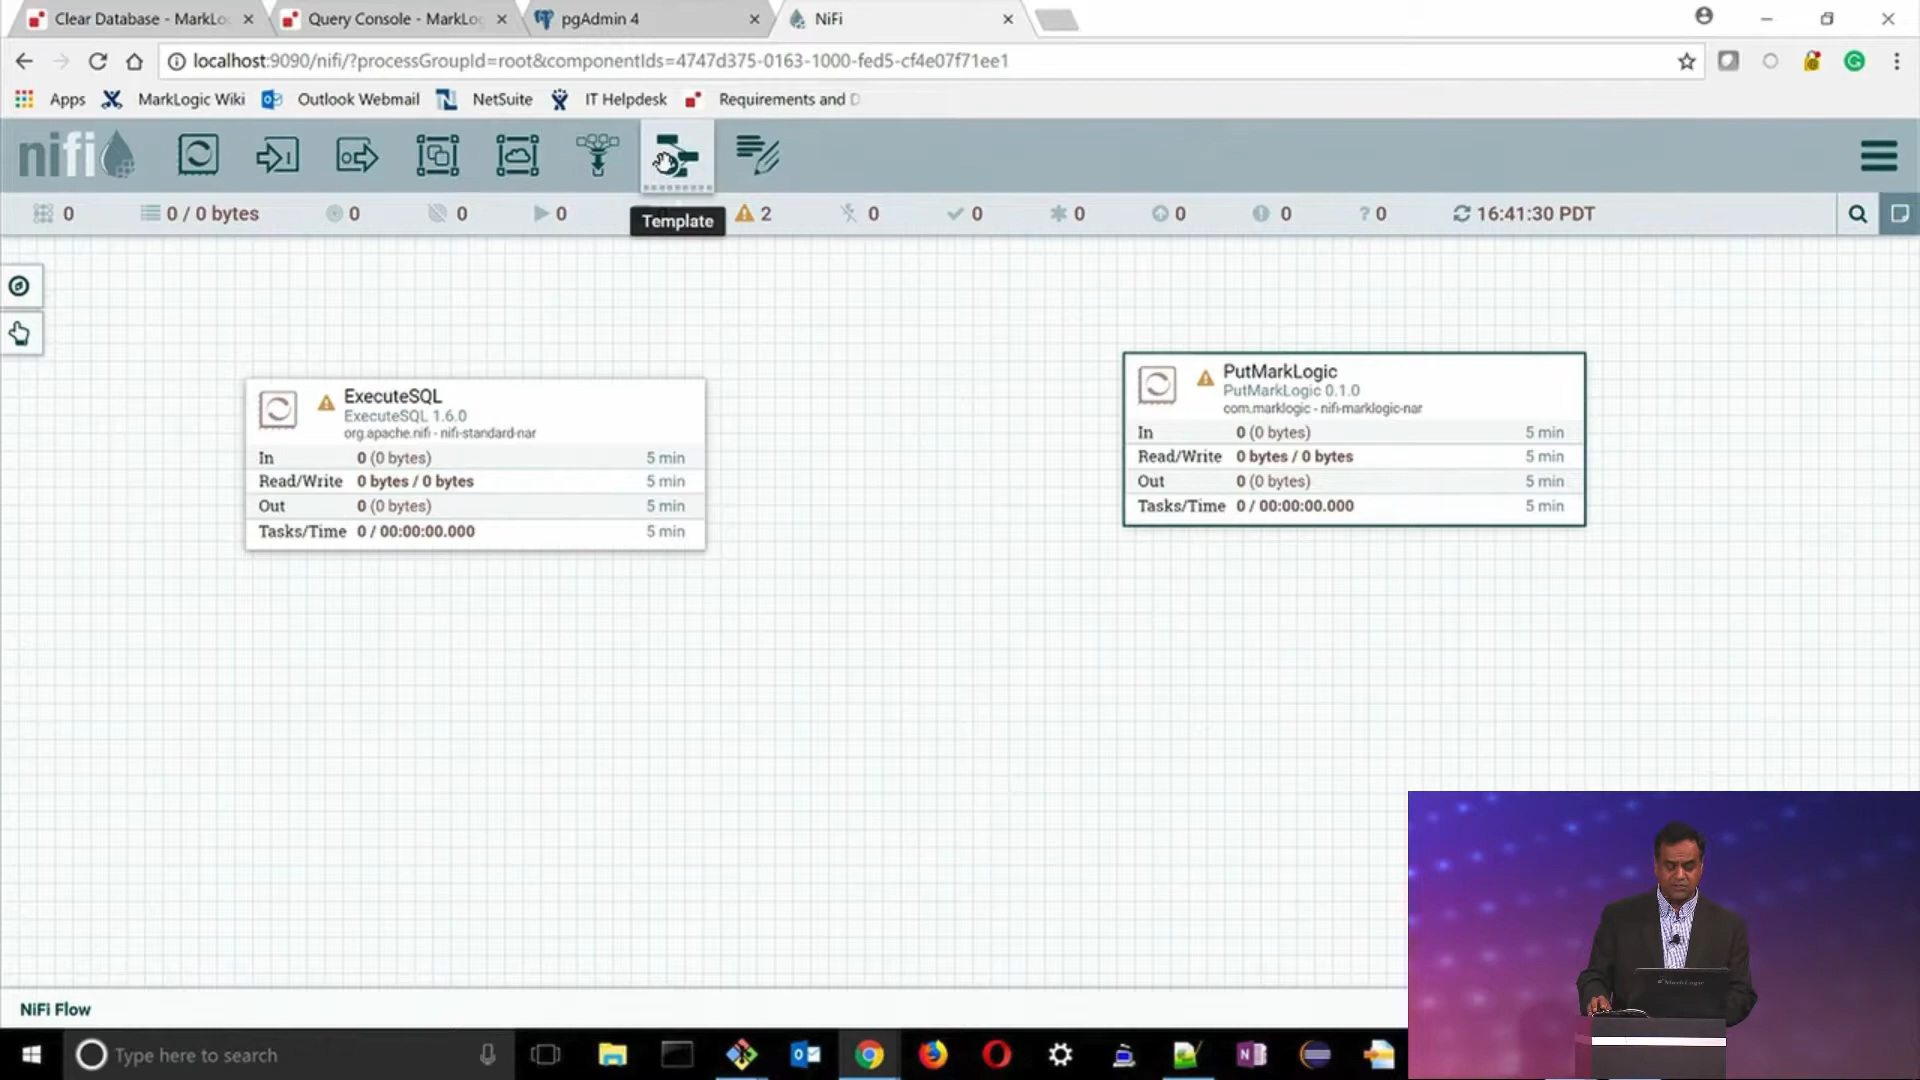 Clear Database - MarkLo
Query Console - MarkLo
pgAdmin 4
NiFi
localhost:9090/nifi/?processGroupId=root&componentIds=4747d375-0163-1000-fed5-cf4e07f71ee1
Apps
MarkLogic Wiki
Outlook Webmail
NetSuite
IT Helpdesk
Requirements and D
nifi
0
0 / 0 bytes
0
0
0
2
0
0
0
0
0
? 0
16:41:30 PDT
Template
ExecuteSQL
ExecuteSQL 1.6.0
org.apache.nifi - nifi-standard-nar
In 0 (0 bytes) 5 min
Read/Write 0 bytes / 0 bytes 5 min
Out 0 (0 bytes) 5 min
Tasks/Time 0 / 00:00:00.000 5 min
PutMarkLogic
PutMarkLogic 0.1.0
com.marklogic - nifi-marklogic-nar
In 0 (0 bytes) 5 min
Read/Write 0 bytes / 0 bytes 5 min
Out 0 (0 bytes) 5 min
Tasks/Time 0 / 00:00:00.000 5 min
MarkLogic
NiFi Flow
Type here to search